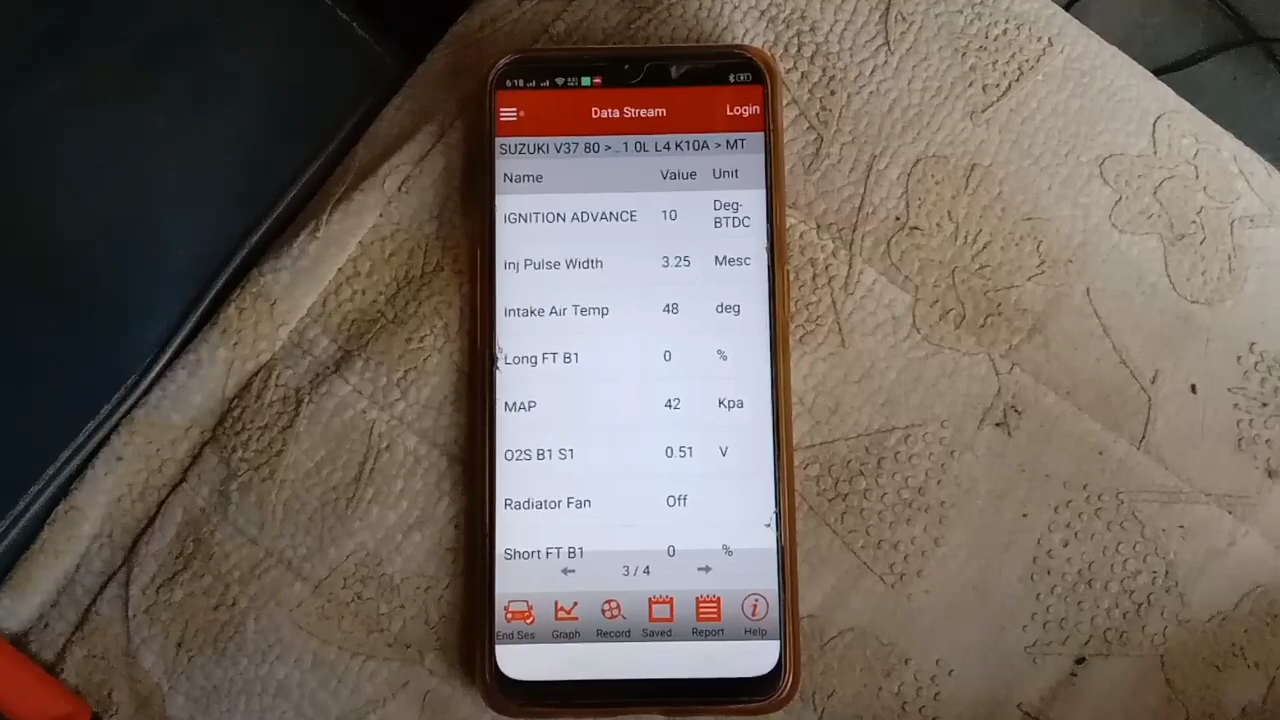 6:18
Data Stream Login
SUZUKI V37 80 >...1 0L L4 K10A > MT
Name Value Unit
IGNITION ADVANCE 10 Deg-
BTDC
Inj Pulse Width 3.25 Mesc
Intake Air Temp 48 deg
Long FT B1 0 %
MAP 42 Kpa
O2S B1 S1 0.51 V
Radiator Fan Off
Short FT B1 0 %
3 / 4
End Ses Graph Record Saved Report Help